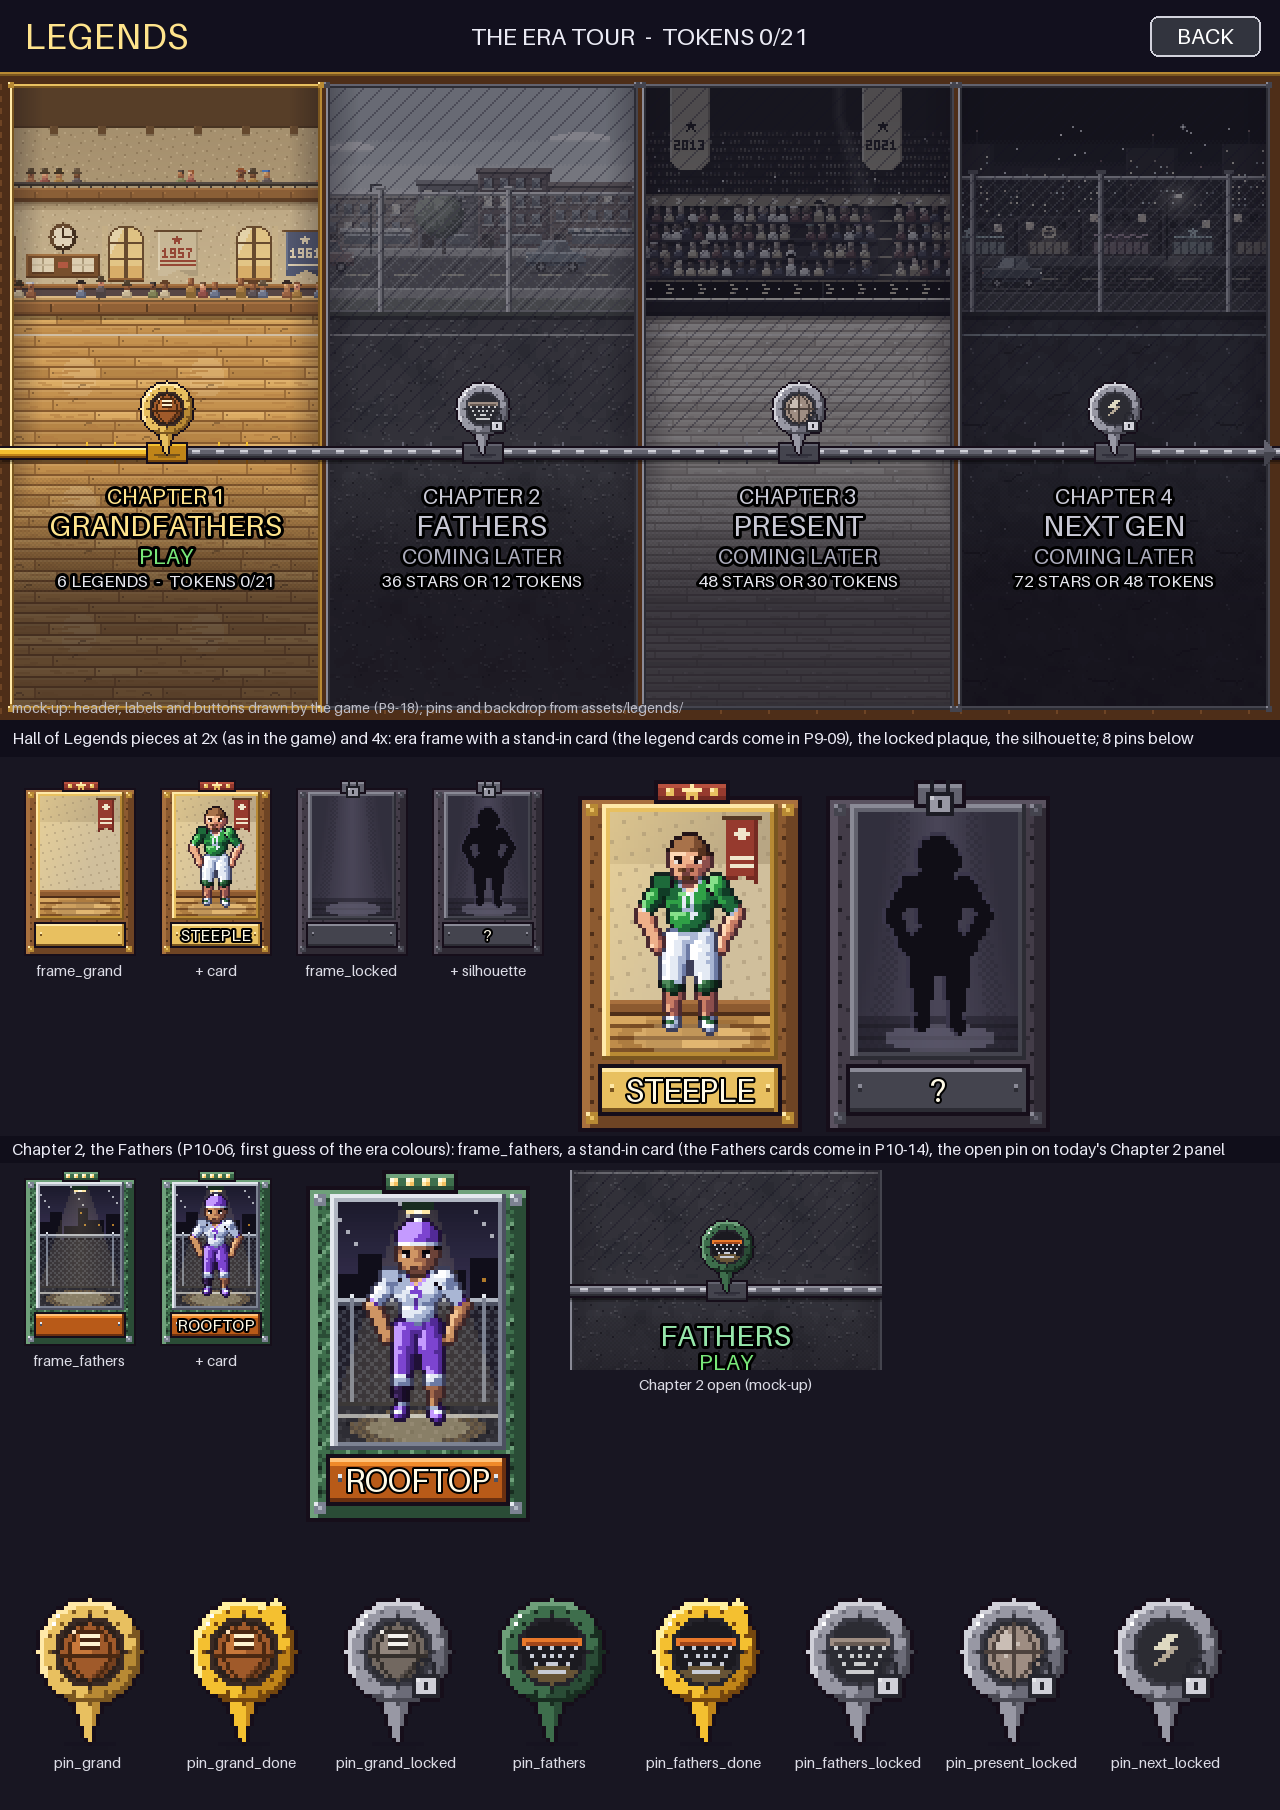 LEGENDS
THE ERA TOUR - TOKENS 0/21
BACK
2013
2021
1957
1961
CHAPTER 1
GRANDFATHERS
PLAY
6 LEGENDS - TOKENS 0/21
CHAPTER 2
FATHERS
COMING LATER
36 STARS OR 12 TOKENS
CHAPTER 3
PRESENT
COMING LATER
48 STARS OR 30 TOKENS
CHAPTER 4
NEXT GEN
COMING LATER
72 STARS OR 48 TOKENS
mock-up: header, labels and buttons drawn by the game (P9-18); pins and backdrop from assets/legends/
Hall of Legends pieces at 2x (as in the game) and 4x: era frame with a stand-in card (the legend cards come in P9-09), the locked plaque, the silhouette; 8 pins below
STEEPLE
?
frame_grand
+ card
frame_locked
+ silhouette
STEEPLE
?
Chapter 2, the Fathers (P10-06, first guess of the era colours): frame_fathers, a stand-in card (the Fathers cards come in P10-14), the open pin on today's Chapter 2 panel
ROOFTOP
frame_fathers
+ card
ROOFTOP
FATHERS
PLAY
Chapter 2 open (mock-up)
pin_grand
pin_grand_done
pin_grand_locked
pin_fathers
pin_fathers_done
pin_fathers_locked
pin_present_locked
pin_next_locked